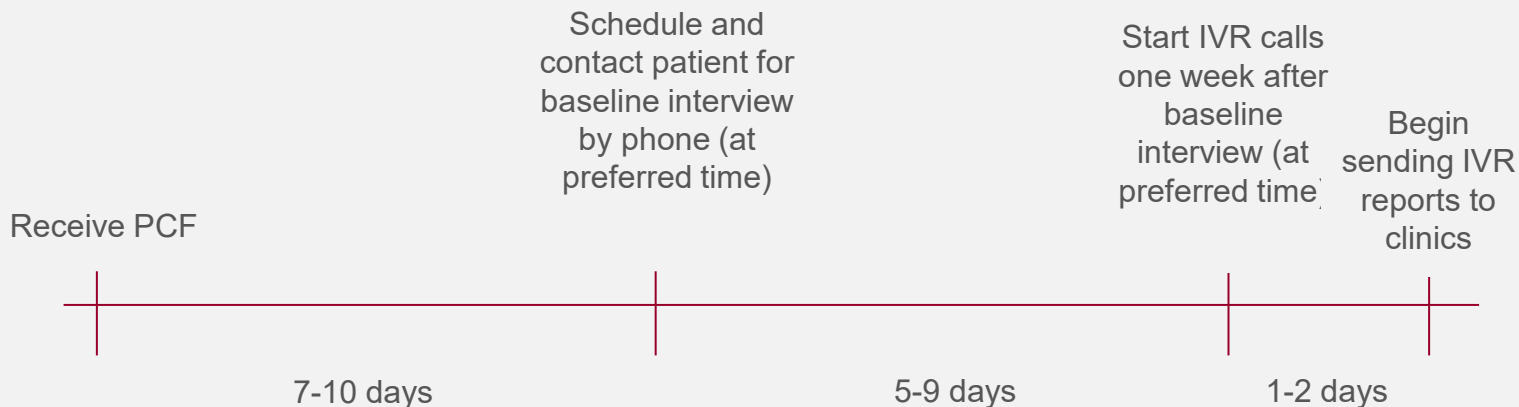 Receive PCF
Schedule and
contact patient for
baseline interview
by phone (at
preferred time)
Start IVR calls
one week after
baseline
interview (at
preferred time)
Begin
sending IVR
reports to
clinics
7-10 days
5-9 days
1-2 days